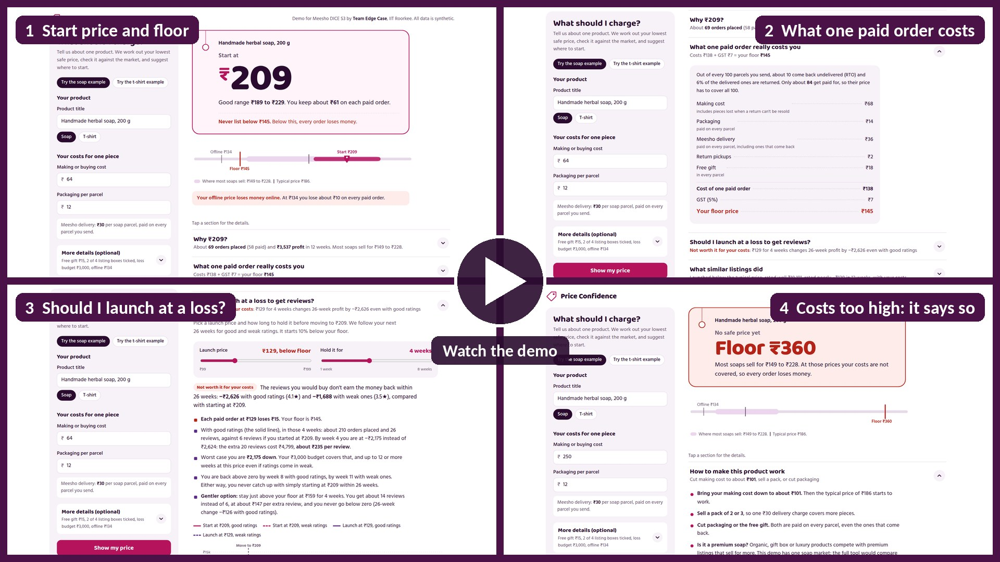 1 Start price and floor
Demo for Meesho DICE S3 by Team Edge Case, IIT Roorkee. All data is synthetic.
Tell us about one product. We work out your lowest
safe price, check it against the market, and suggest
where to start.
Try the soap example
Try the t-shirt example
Your product
Product title
Handmade herbal soap, 200 g
Soap
T-shirt
Your costs for one piece
Making or buying cost
₹ 64
Packaging per parcel
₹ 12
Meesho delivery: ₹30 per soap parcel, paid on every
parcel you send.
More details (optional)
Free gift ₹15, 2 of 4 listing boxes ticked, loss
budget ₹3,000, offline ₹134
Handmade herbal soap, 200 g
Start at
₹209
Good range ₹189 to ₹229. You keep about ₹61 on each paid order.
Never list below ₹145. Below this, every order loses money.
Offline ₹134
Start ₹209
Floor ₹145
Where most soaps sell: ₹149 to ₹228. | Typical price ₹186.
Your offline price loses money online. At ₹134 you lose about ₹10 on every paid order.
Tap a section for the details.
Why ₹209?
About 69 orders placed (58 paid) and ₹3,537 profit in 12 weeks. Most soaps sell for ₹149 to ₹228.
What one paid order really costs you
Costs ₹138 + GST ₹7 = your floor ₹145
2 What one paid order costs
What should I charge?
Tell us about one product. We work out your lowest
safe price, check it against the market, and suggest
where to start.
Try the soap example
Try the t-shirt example
Your product
Product title
Handmade herbal soap, 200 g
Soap
T-shirt
Your costs for one piece
Making or buying cost
₹ 64
Packaging per parcel
₹ 12
Meesho delivery: ₹30 per soap parcel, paid on every
parcel you send.
More details (optional)
Free gift ₹15, 2 of 4 listing boxes ticked, loss
budget ₹3,000, offline ₹134
Show my price
Why ₹209?
About 69 orders placed (58
What one paid order really costs you
Costs ₹138 + GST ₹7 = your floor ₹145
Out of every 100 parcels you send, about 10 come back undelivered (RTO) and
6% of the delivered ones are returned. Only about 84 get paid for, so their price
has to cover all 100.
Making cost ₹68
includes pieces lost when a return can't be resold
Packaging ₹14
paid on every parcel
Meesho delivery ₹36
paid on every parcel, including ones that come back
Return pickups ₹2
Free gift ₹18
in every parcel
Cost of one paid order ₹138
GST (5%) ₹7
Your floor price ₹145
Should I launch at a loss to get reviews?
Not worth it for your costs: ₹129 for 4 weeks changes 26-week profit by −₹2,626 even with good ratings
What similar listings did
3 Should I launch at a loss?
where to start.
Try the soap example
Try the t-shirt example
Your product
Product title
Handmade herbal soap, 200 g
Soap
T-shirt
Your costs for one piece
Making or buying cost
₹ 64
Packaging per parcel
₹ 12
Meesho delivery: ₹30 per soap parcel, paid on every
parcel you send.
More details (optional)
Free gift ₹15, 2 of 4 listing boxes ticked, loss
budget ₹3,000, offline ₹134
Show my price
at a loss to get reviews?
costs: ₹129 for 4 weeks changes 26-week profit by −₹2,626 even with good ratings
Pick a launch price and how long to hold it before moving to ₹209. We follow your next
26 weeks for good and weak ratings. It starts 10% below your floor.
Launch price ₹129, below floor
₹99 ₹199
Hold it for 4 weeks
1 week 8 weeks
Not worth it for your costs The reviews you would buy don't earn the money back within
26 weeks: −₹2,626 with good ratings (4.1★) and −₹1,688 with weak ones (3.5★), compared
with starting at ₹209.
Each paid order at ₹129 loses ₹15. Your floor is ₹145.
With good ratings (the solid lines), in those 4 weeks: about 210 orders placed and 26
reviews, against 6 reviews if you started at ₹209. By week 4 you are at −₹2,175 instead of
₹2,624: the extra 20 reviews cost ₹4,799, about ₹235 per review.
Worst case you are ₹2,175 down. Your ₹3,000 budget covers that, and up to 12 or more
weeks at this price even if ratings come in weak.
You are back above zero by week 8 with good ratings, by week 11 with weak ones.
Either way, you never catch up with simply starting at ₹209 within 26 weeks.
Gentler option: stay just above your floor at ₹159 for 4 weeks. You get about 14 reviews
instead of 6, at about ₹147 per extra review, and you never go below zero (26-week
change −₹126 with good ratings).
Start at ₹209, good ratings Start at ₹209, weak ratings Launch at ₹129, good ratings
Launch at ₹129, weak ratings
Move to ₹209
₹15k
Watch the demo
4 Costs too high: it says so
Price Confidence
What should I charge?
Tell us about one product. We work out your lowest
price, check it against the market, and suggest
to start.
soap example
Try the t-shirt example
Your product
Product title
Handmade herbal soap, 200 g
Soap
T-shirt
Your costs for one piece
Making or buying cost
₹ 250
Packaging per parcel
₹ 12
Meesho delivery: ₹30 per soap parcel, paid on every
parcel you send.
More details (optional)
Free gift ₹15, 2 of 4 listing boxes ticked, loss
budget ₹3,000, offline ₹134
Handmade herbal soap, 200 g
No safe price yet
Floor ₹360
Most soaps sell for ₹149 to ₹228. At those prices your costs are not
covered, so every order loses money.
Offline ₹134
Floor ₹360
Where most soaps sell: ₹149 to ₹228. | Typical price ₹186.
Tap a section for the details.
How to make this product work
Cut making cost to about ₹101, sell a pack, or cut packaging
Bring your making cost down to about ₹101. Then the typical price of ₹186 starts to
work.
Sell a pack of 2 or 3, so one ₹30 delivery charge covers more pieces.
Cut packaging or the free gift. Both are paid on every parcel, even the ones that come
back.
Is it a premium soap? Organic, gift box or luxury products compete with premium
listings that sell for more. This demo has one soap market; the full tool would compare